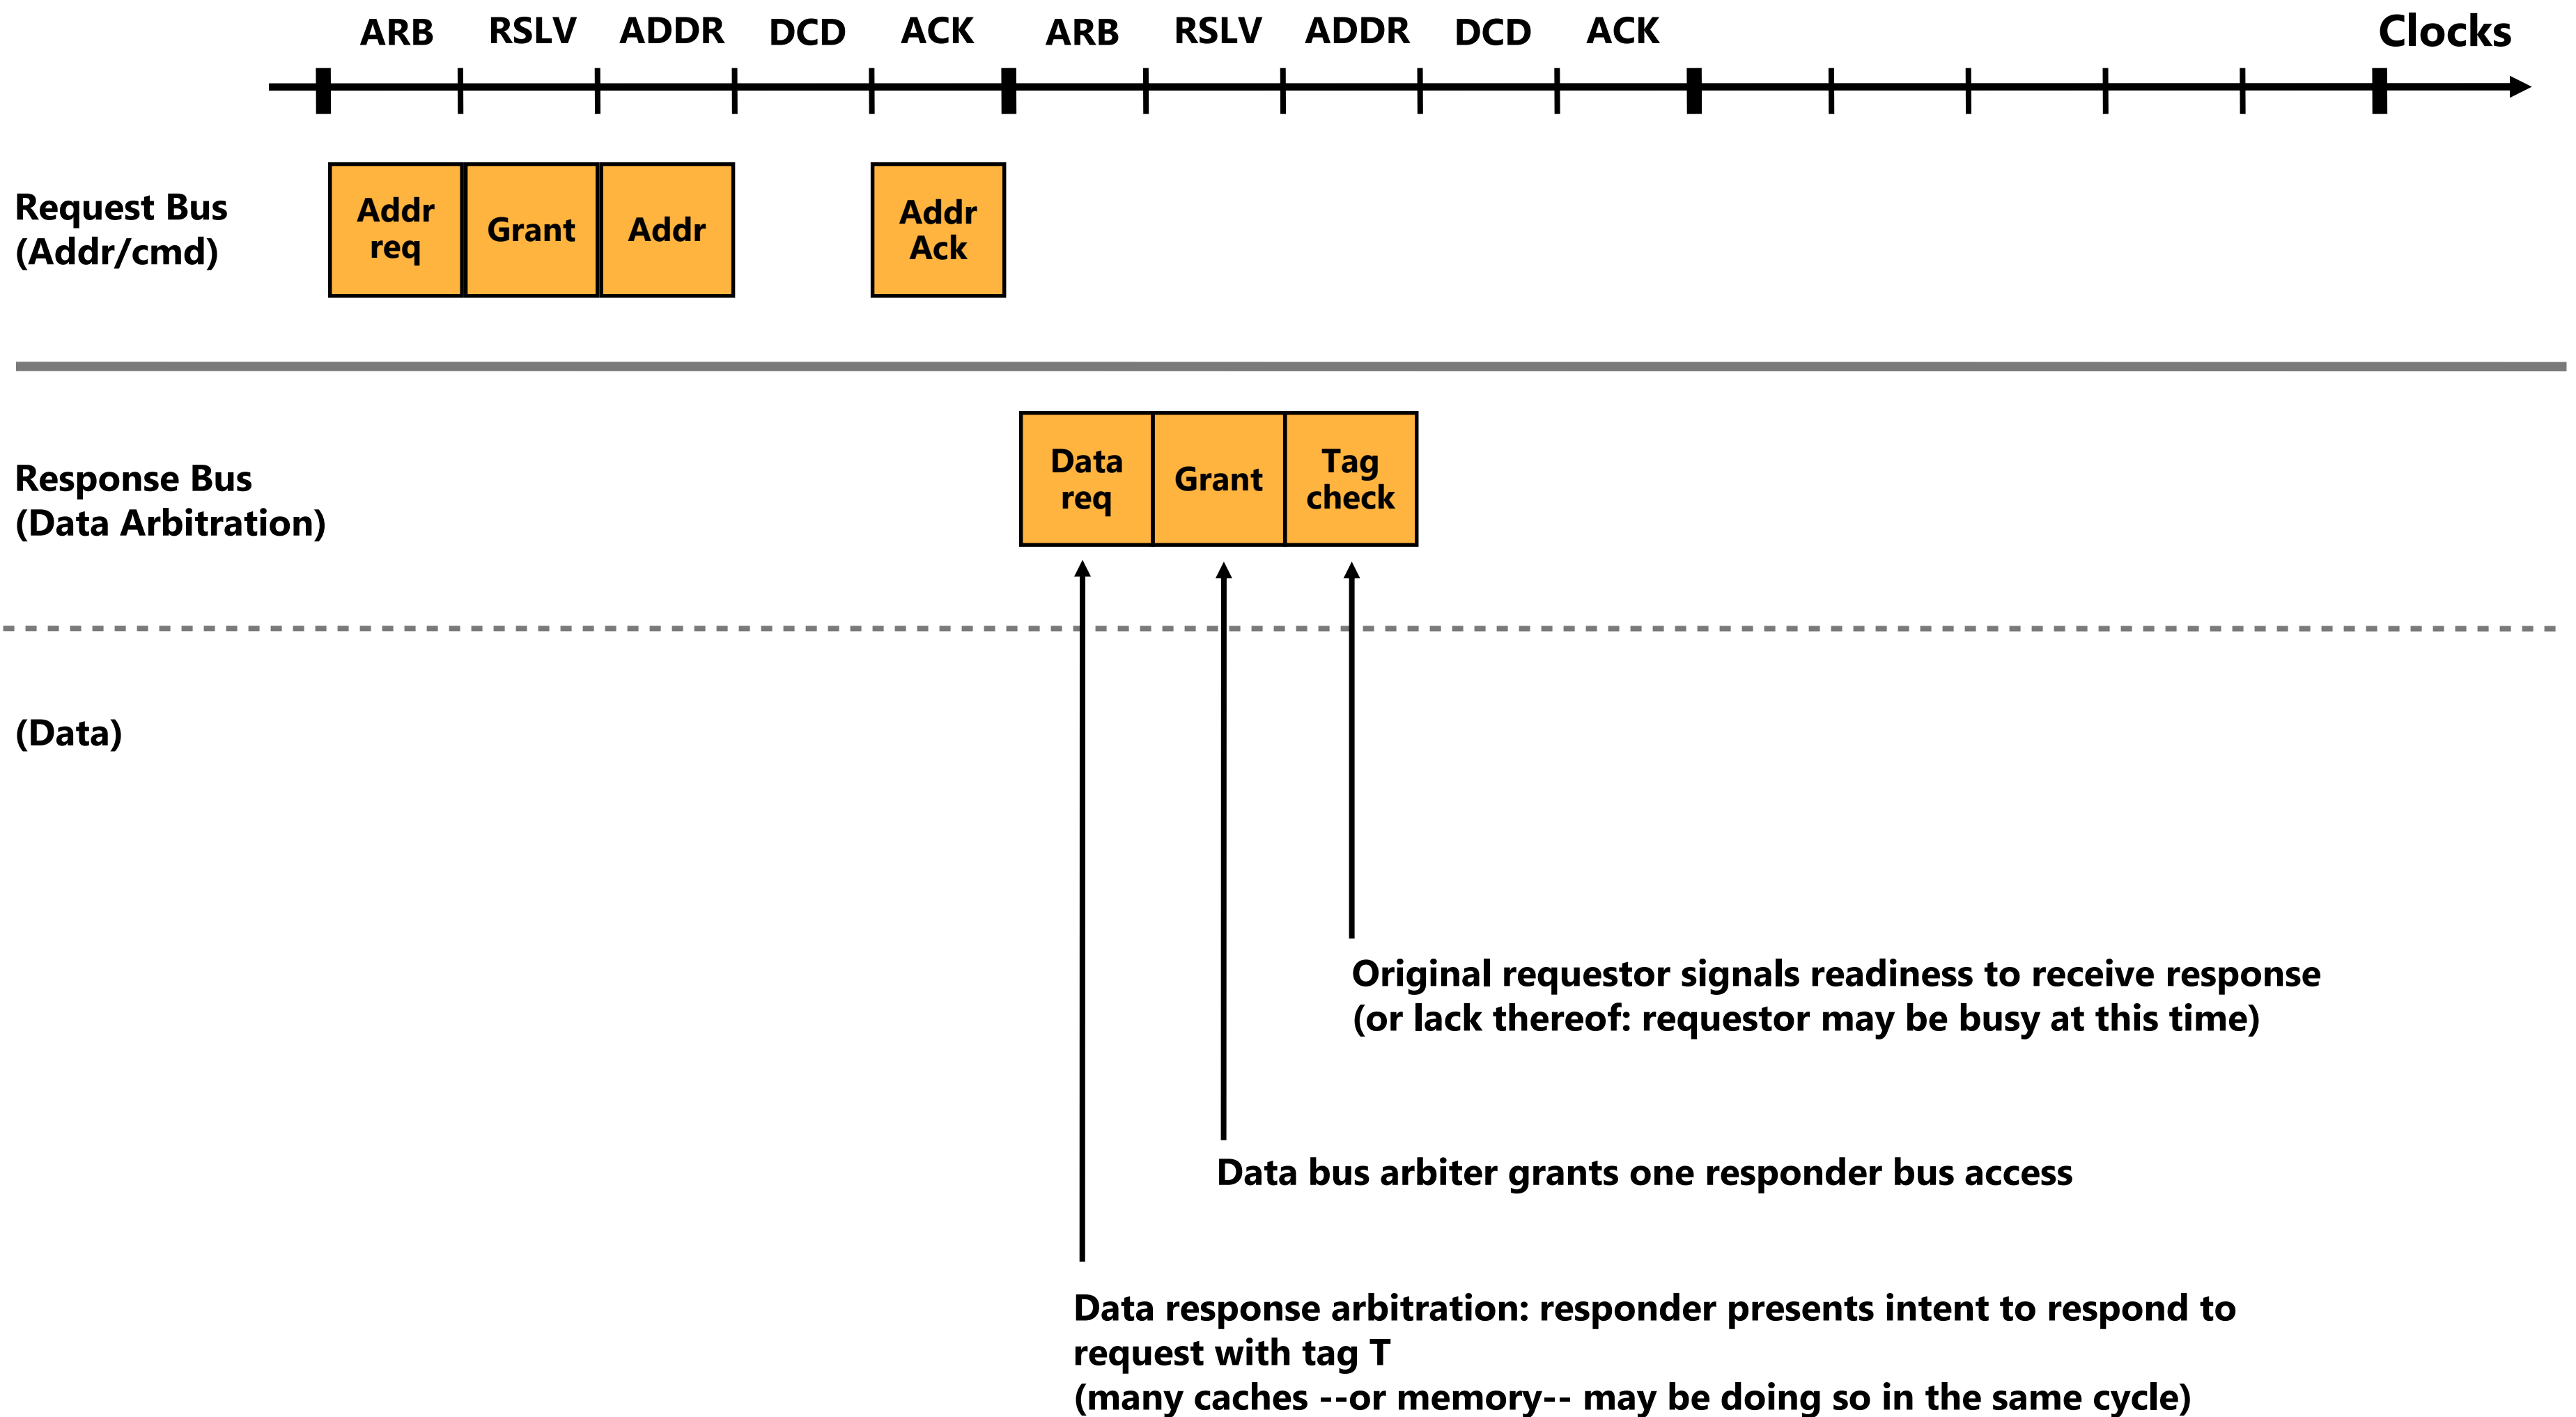 ARB RSLV ADDR DCD ACK ARB RSLV ADDR DCD ACK Clocks
Request Bus
(Addr/cmd)
Addr
req
Grant
Addr
Addr
Ack
Response Bus
(Data Arbitration)
Data
req
Grant
Tag
check
(Data)
Original requestor signals readiness to receive response
(or lack thereof: requestor may be busy at this time)
Data bus arbiter grants one responder bus access
Data response arbitration: responder presents intent to respond to
request with tag T
(many caches --or memory-- may be doing so in the same cycle)